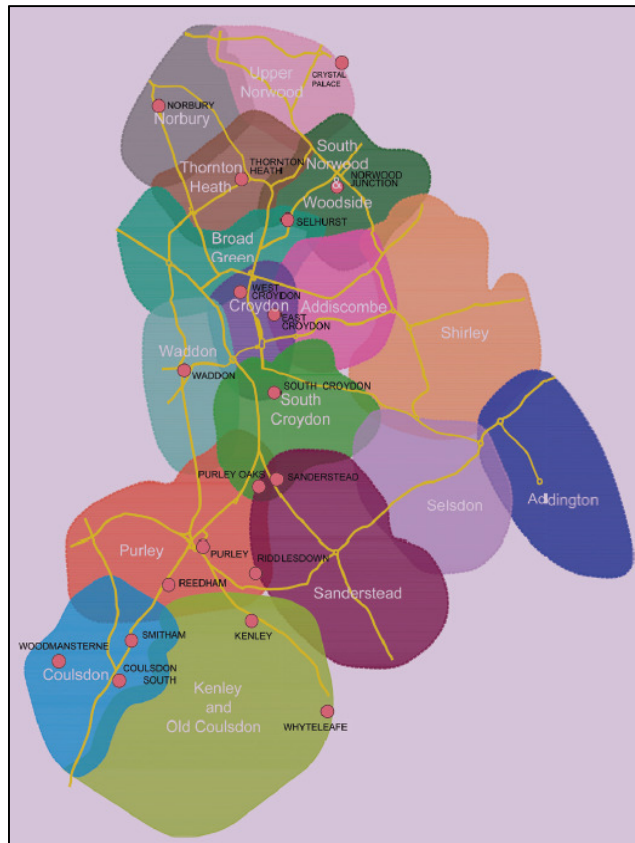 Upper
Norwood
CRYSTAL
PALACE
NORBURY
Norbury
South
Norwood
&
Woodside
NORWOOD
JUNCTION
Thornton
Heath
THORNTON
HEATH
SELHURST
Broad
Green
WEST
CROYDON
Croydon
EAST
CROYDON
Addiscombe
Shirley
Waddon
WADDON
SOUTH CROYDON
South
Croydon
PURLEY OAKS
SANDERSTEAD
Selsdon
Addington
Purley
PURLEY
RIDDLESDOWN
REEDHAM
Sanderstead
KENLEY
SMITHAM
WOODMANSTERNE
Coulsdon
COULSDON
SOUTH
Kenley
and
Old Coulsdon
WHYTELEAFE